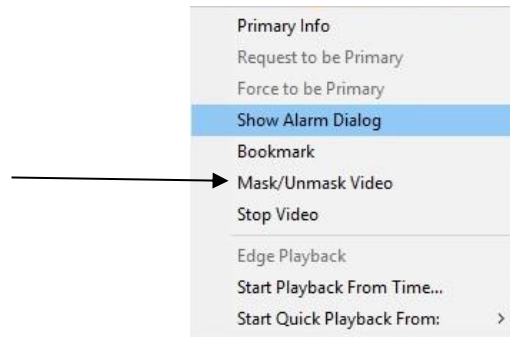 Primary Info
Request to be Primary
Force to be Primary
Show Alarm Dialog
Bookmark
Mask/Unmask Video
Stop Video
Edge Playback
Start Playback From Time...
Start Quick Playback From: >